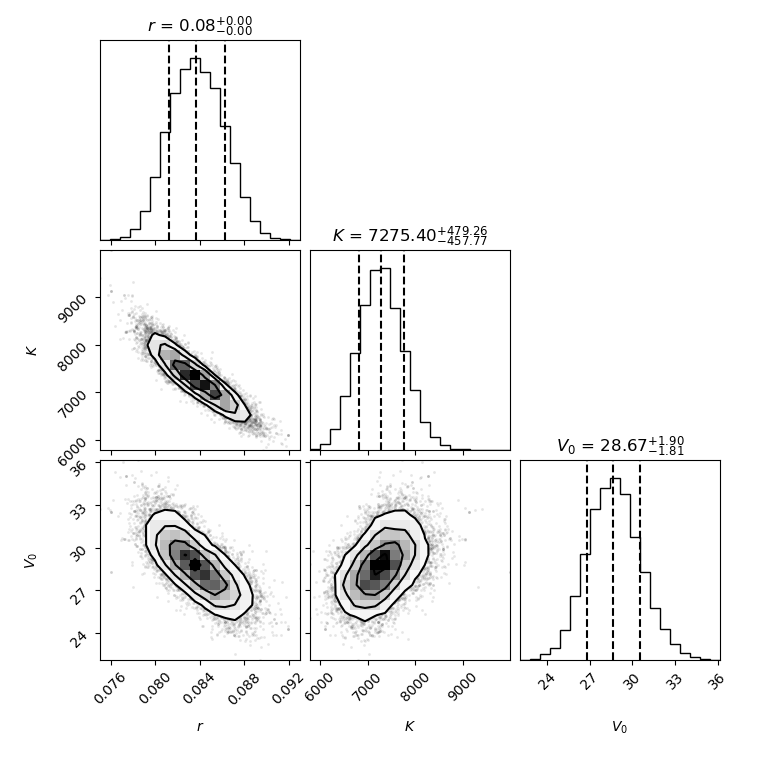 r = 0.08+0.00−0.00
K = 7275.40+479.26−457.77
9000
8000
7000
6000
K
V0 = 28.67+1.90−1.81
36
33
30
27
24
V0
0.076 0.080 0.084 0.088 0.092
6000 7000 8000 9000
24 27 30 33 36
r K V0